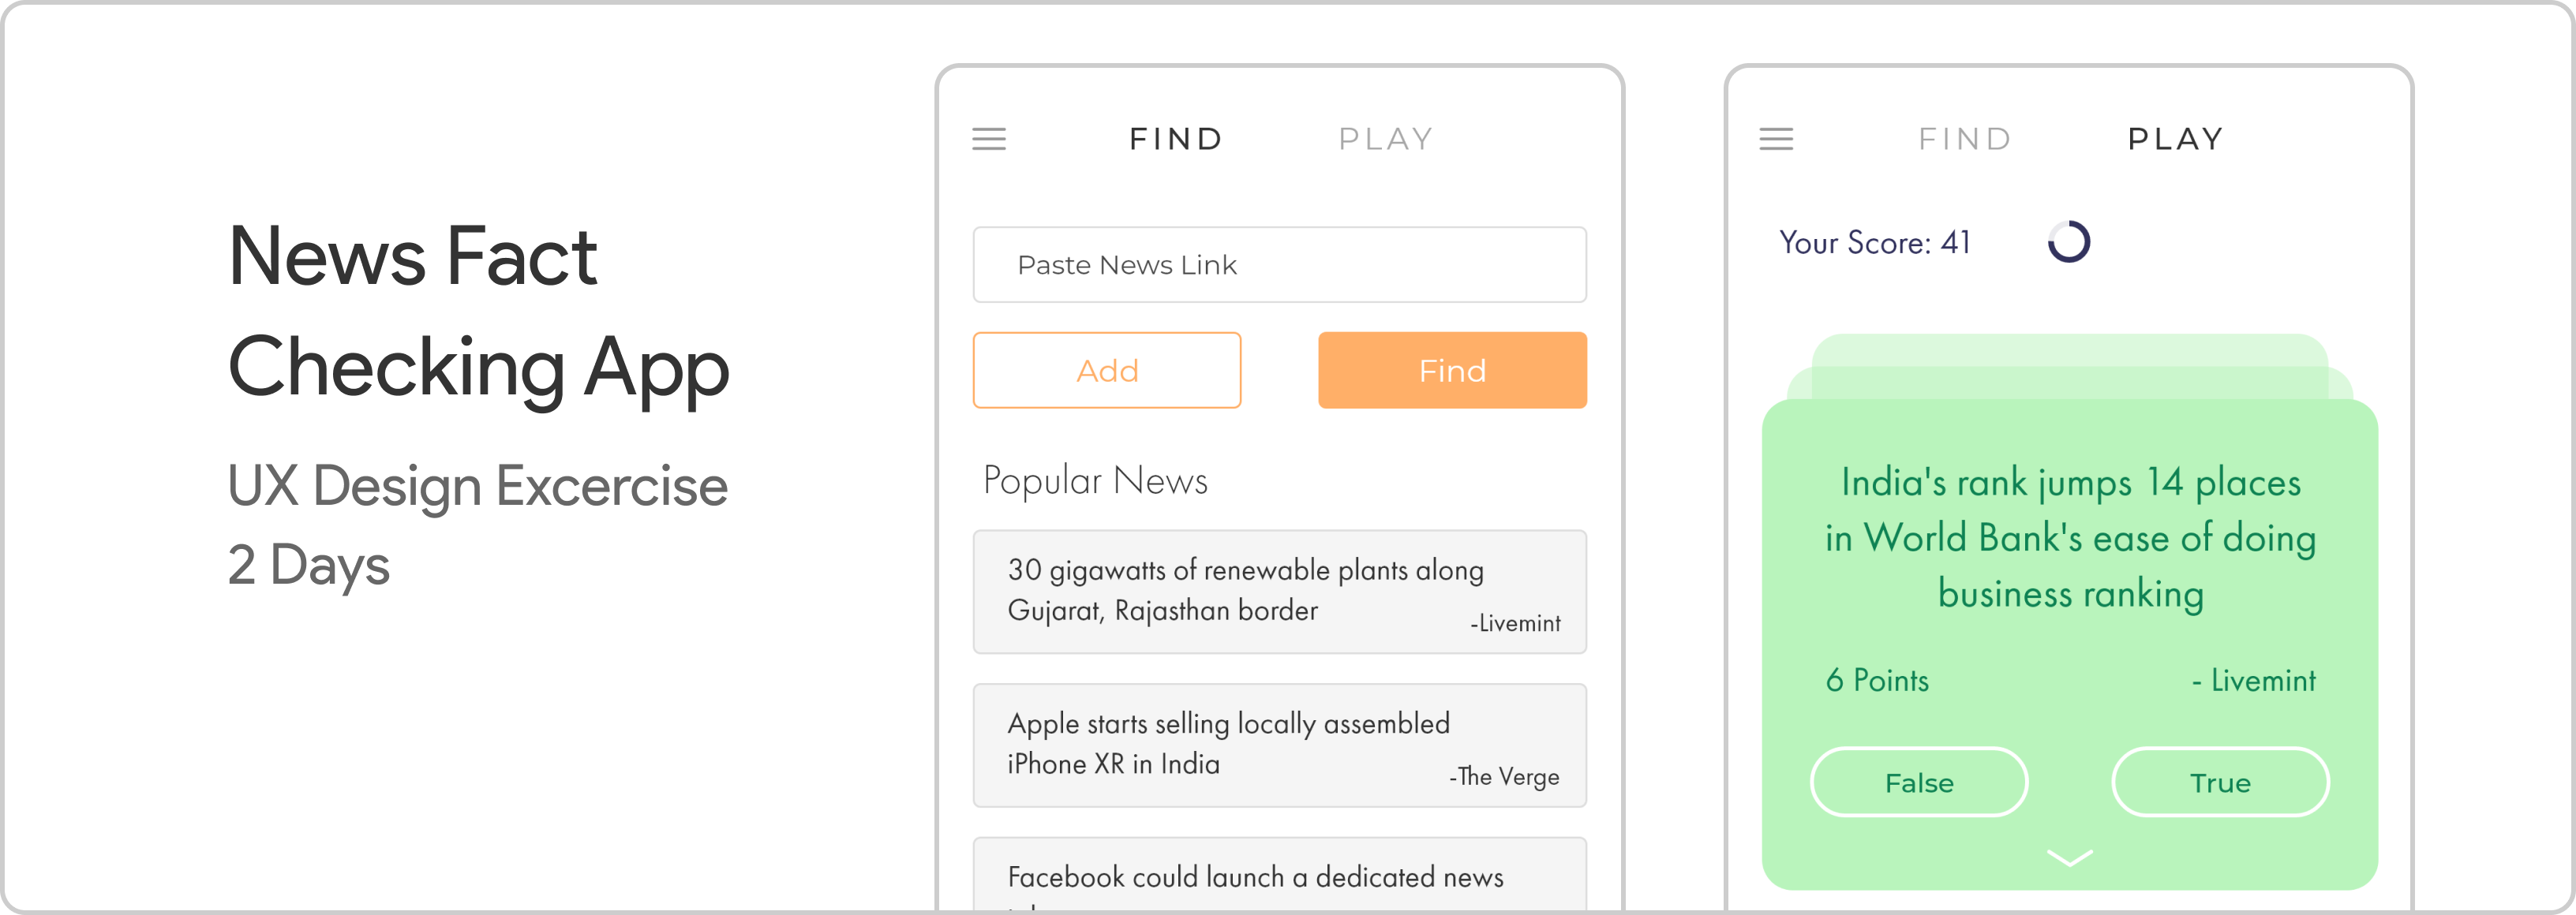 News Fact
Checking App
UX Design Excercise
2 Days
FIND PLAY
Paste News Link
Add Find
Popular News
30 gigawatts of renewable plants along
Gujarat, Rajasthan border
-Livemint
Apple starts selling locally assembled
iPhone XR in India
-The Verge
Facebook could launch a dedicated news
FIND PLAY
Your Score: 41
India's rank jumps 14 places
in World Bank's ease of doing
business ranking
6 Points - Livemint
False True